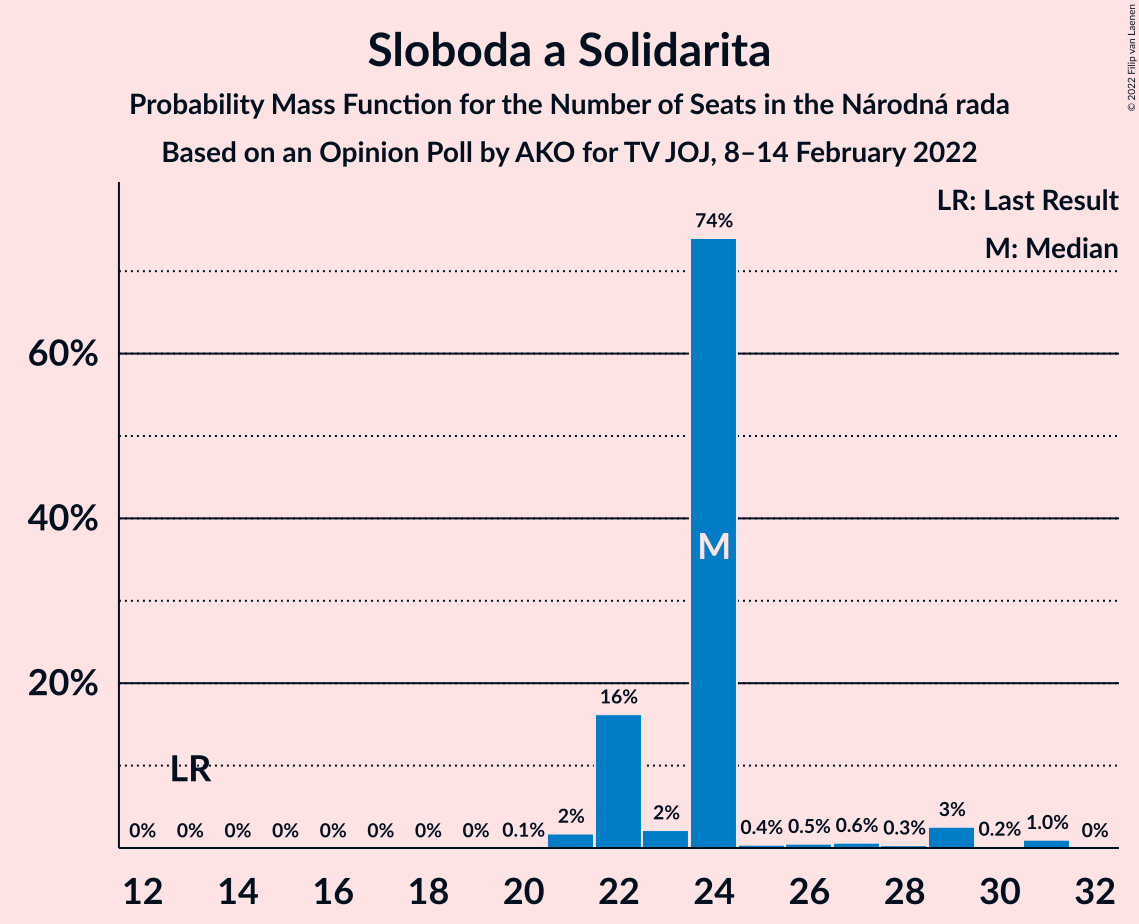 Sloboda a Solidarita
Probability Mass Function for the Number of Seats in the Národná rada
Based on an Opinion Poll by AKO for TV JOJ, 8–14 February 2022
© 2022 Filip van Laenen
LR: Last Result
M: Median
74%
60%
40%
M
20%
16%
LR
0% 0% 0% 0% 0% 0% 0% 0% 0.1% 2% 2% 0.4% 0.5% 0.6% 0.3% 3% 0.2% 1.0% 0%
12 14 16 18 20 22 24 26 28 30 32